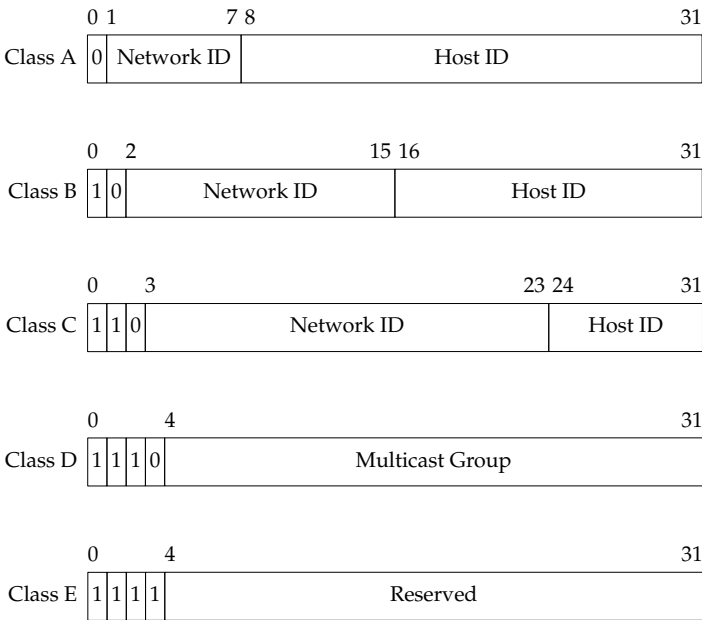 0 1 7 8 31
Class A 0 Network ID Host ID
0 2 15 16 31
Class B 1 0 Network ID Host ID
0 3 23 24 31
Class C 1 1 0 Network ID Host ID
0 4 31
Class D 1 1 1 0 Multicast Group
0 4 31
Class E 1 1 1 1 Reserved